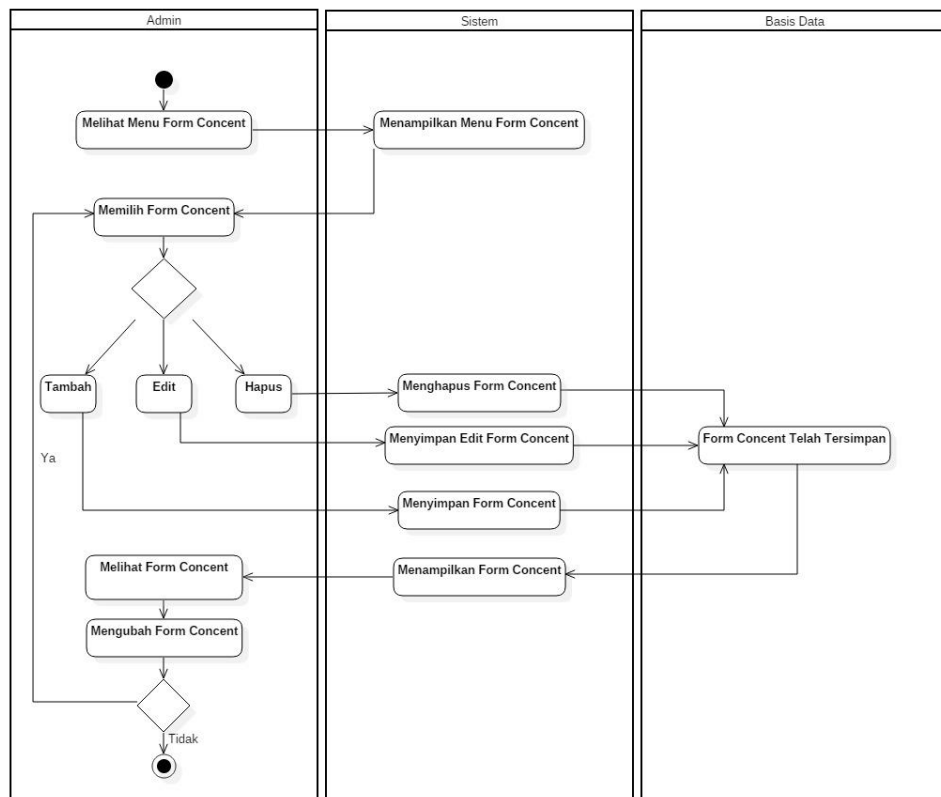 Admin
Sistem
Basis Data
Melihat Menu Form Concent
Menampilkan Menu Form Concent
Memilih Form Concent
Tambah
Edit
Hapus
Menghapus Form Concent
Menyimpan Edit Form Concent
Form Concent Telah Tersimpan
Ya
Menyimpan Form Concent
Melihat Form Concent
Menampilkan Form Concent
Mengubah Form Concent
Tidak